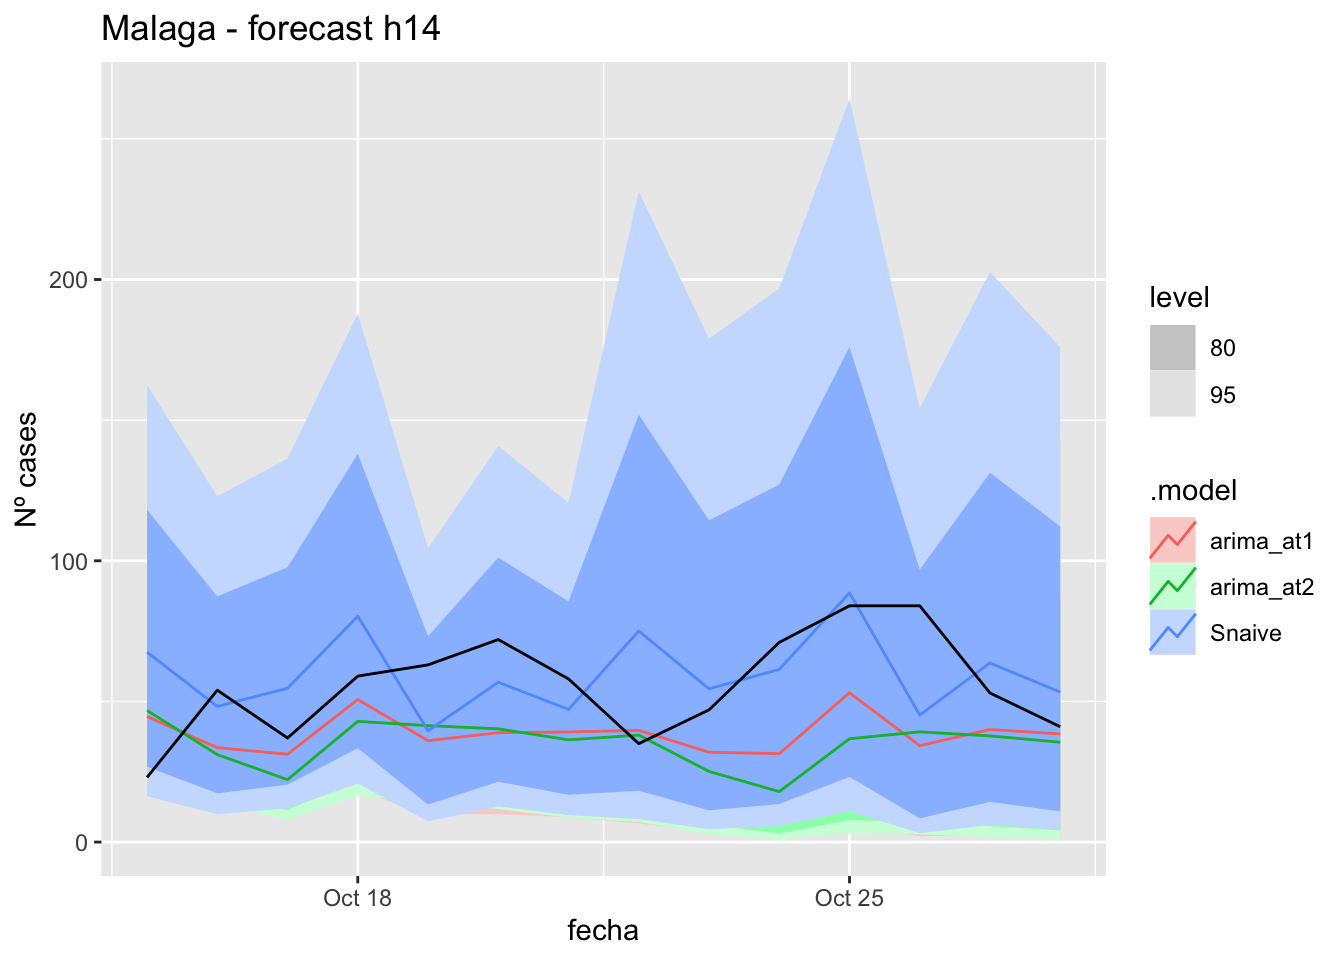 Malaga - forecast h14
Nº cases
200
100
0
Oct 18
Oct 25
fecha
level
80
95
.model
arima_at1
arima_at2
Snaive